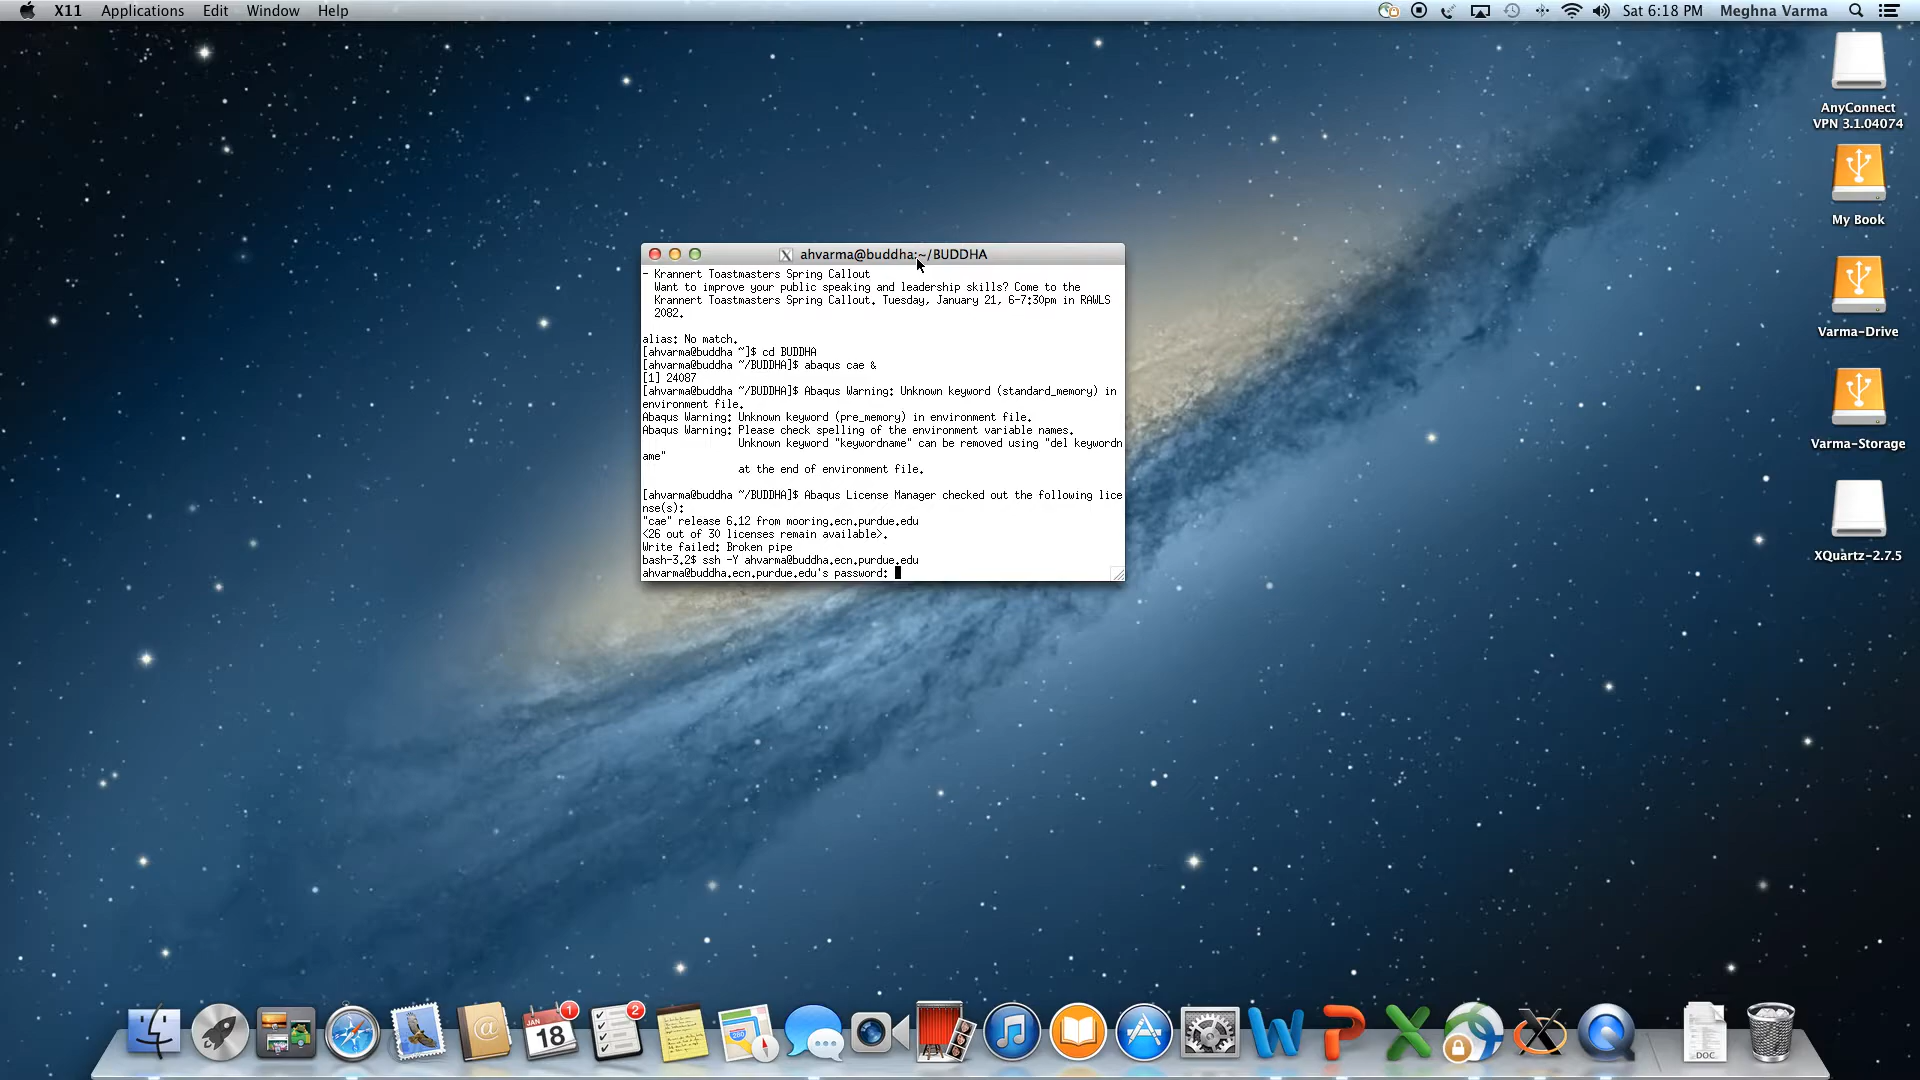 X11 Applications Edit Window Help
Sat 6:18 PM Meghna Varma
AnyConnect
VPN 3.1.04074
My Book
Varma-Drive
Varma-Storage
XQuartz-2.7.5
X ahvarma@buddha:~/BUDDHA
- Krannert Toastmasters Spring Callout
Want to improve your public speaking and leadership skills? Come to the
Krannert Toastmasters Spring Callout. Tuesday, January 21, 6-7:30pm in RAWLS
2082.
alias: No match.
[ahvarma@buddha ~]$ cd BUDDHA
[ahvarma@buddha ~/BUDDHA]$ abaqus cae &
[1] 24087
[ahvarma@buddha ~/BUDDHA]$ Abaqus Warning: Unknown keyword (standard_memory) in
environment file.
Abaqus Warning: Unknown keyword (pre_memory) in environment file.
Abaqus Warning: Please check spelling of the environment variable names.
Unknown keyword "keywordname" can be removed using "del keywordn
ame"
at the end of environment file.
[ahvarma@buddha ~/BUDDHA]$ Abaqus License Manager checked out the following lice
nse(s):
"cae" release 6.12 from mooring.ecn.purdue.edu
<26 out of 30 licenses remain available>.
Write failed: Broken pipe
bash-3.2$ ssh -Y ahvarma@buddha.ecn.purdue.edu
ahvarma@buddha.ecn.purdue.edu's password:
JAN
18
1
2
280
DOC